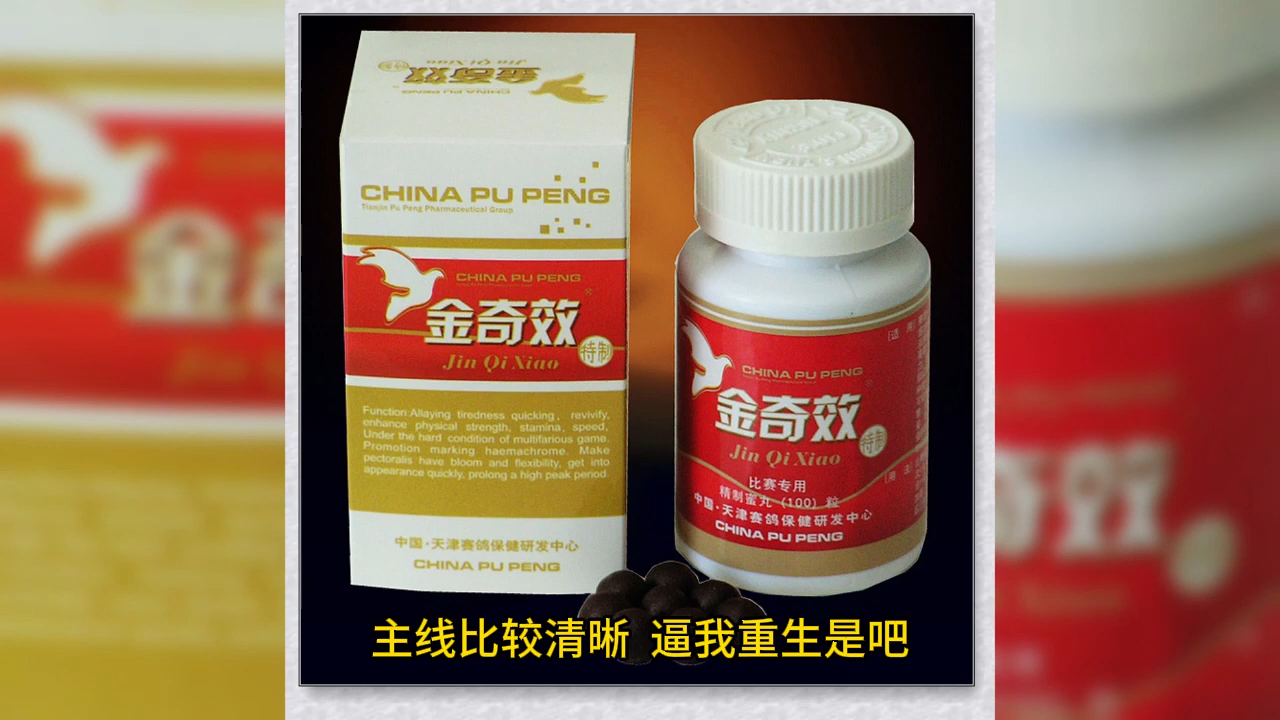 CHINA PU PENG
Tianjin Pu Peng Pharmaceutical Group
CHINA PU PENG
金奇效
特制
Jin Qi Xiao
Function:Allaying tiredness quicking, revivify,
enhance physical strength, stamina, speed,
Under the hard condition of multifarious game.
Promotion marking haemachrome. Make
pectoralis have bloom and flexibility, get into
appearance quickly, prolong a high peak period.
中国·天津赛鸽保健研发中心
CHINA PU PENG
CHINA PU PENG
金奇效
特制
Jin Qi Xiao
比赛专用
精制蜜丸（100）粒
中国·天津赛鸽保健研发中心
CHINA PU PENG
主线比较清晰 逼我重生是吧